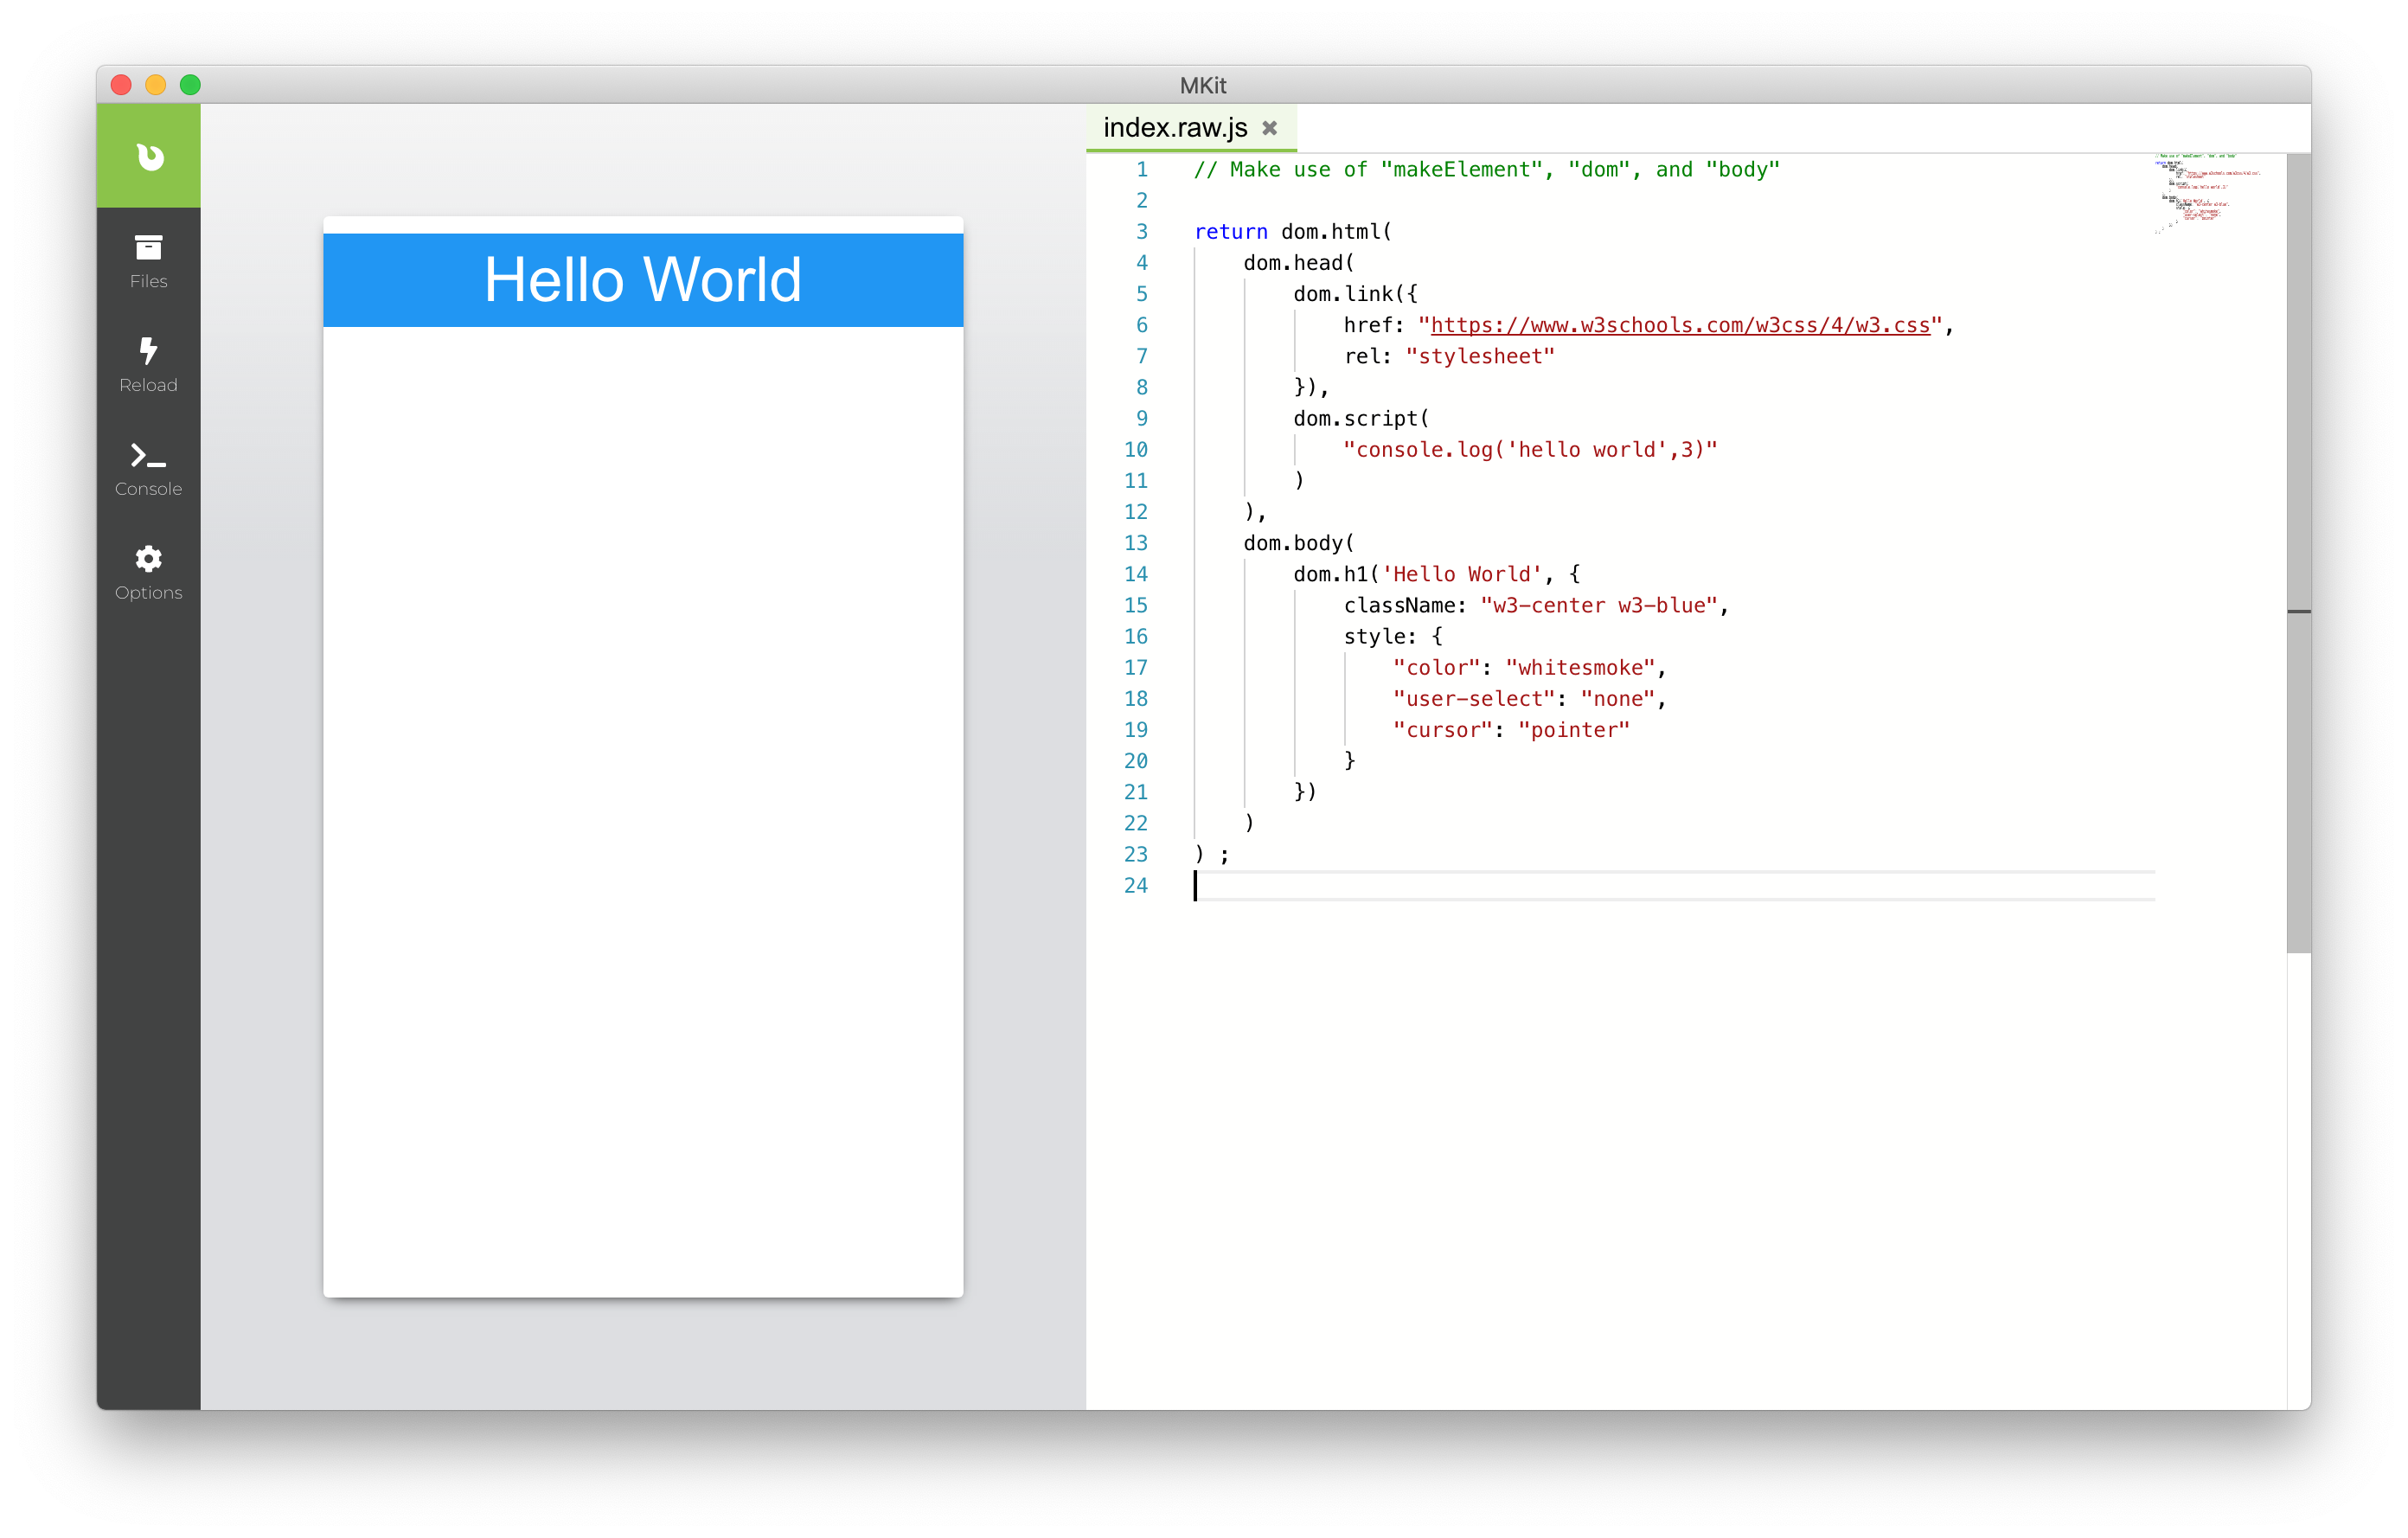 MKit
Files
Reload
Console
Options
Hello World
index.raw.js
1 // Make use of "makeElement", "dom", and "body"
2
3 return dom.html(
4 dom.head(
5 dom.link({
6 href: "https://www.w3schools.com/w3css/4/w3.css",
7 rel: "stylesheet"
8 }),
9 dom.script(
10 "console.log('hello world',3)"
11 )
12 ),
13 dom.body(
14 dom.h1('Hello World', {
15 className: "w3-center w3-blue",
16 style: {
17 "color": "whitesmoke",
18 "user-select": "none",
19 "cursor": "pointer"
20 }
21 })
22 )
23 ) ;
24